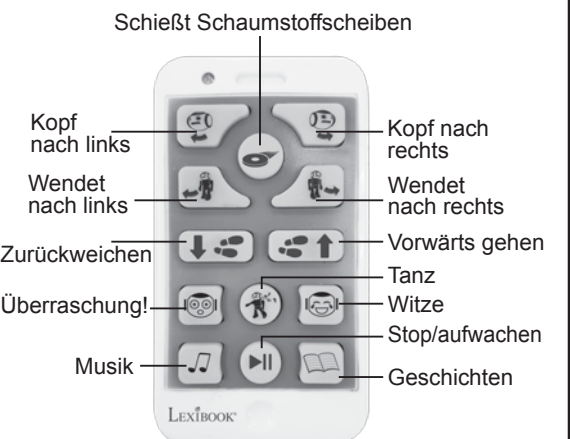 Schießt Schaumstoffscheiben
Kopf
nach links
Kopf nach
rechts
Wendet
nach links
Wendet
nach rechts
Zurückweichen
Vorwärts gehen
Tanz
Überraschung!
Witze
Stop/aufwachen
Musik
Geschichten
LEXIBOOK®